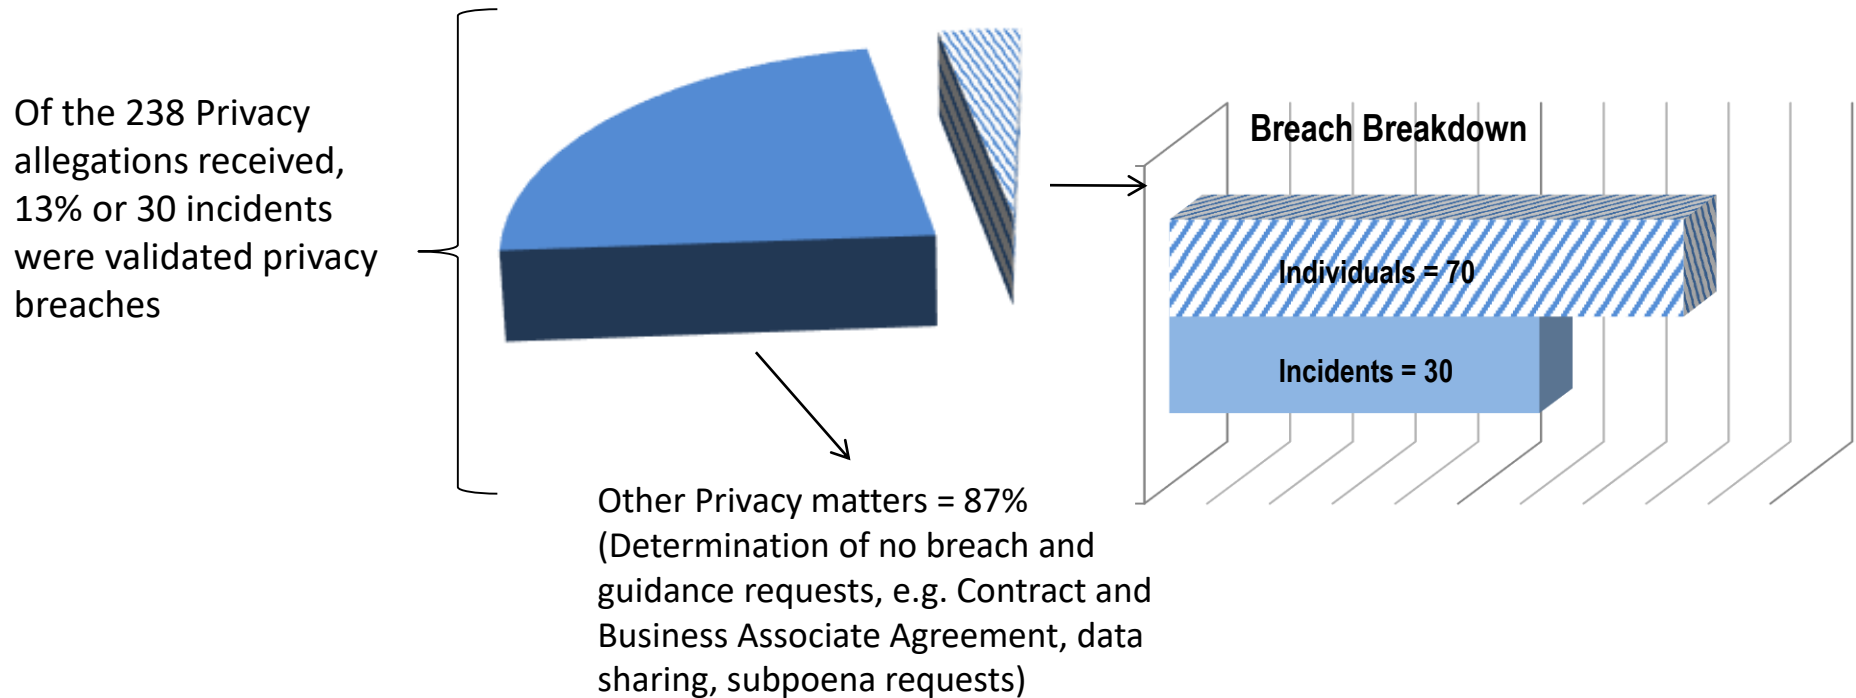 Of the 238 Privacy
allegations received,
13% or 30 incidents
were validated privacy
breaches
Breach Breakdown
Individuals = 70
Incidents = 30
Other Privacy matters = 87%
(Determination of no breach and
guidance requests, e.g. Contract and
Business Associate Agreement, data
sharing, subpoena requests)